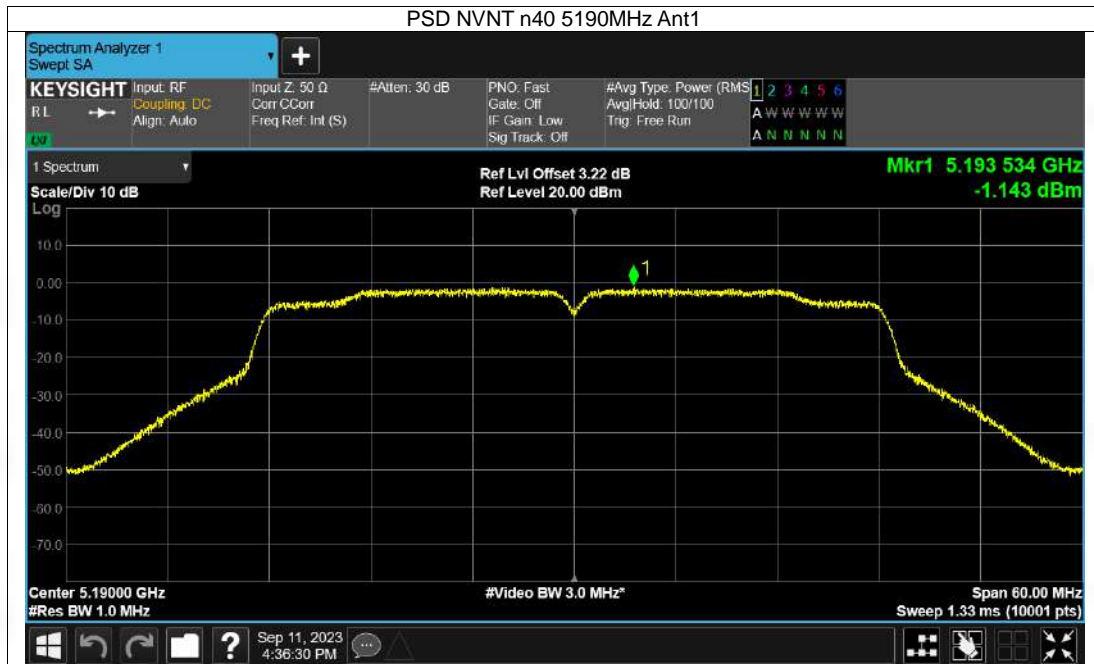 PSD NVNT n40 5190MHz Ant1
Spectrum Analyzer 1
Swept SA
KEYSIGHT
RL
LXI
Input: RF
Coupling: DC
Align: Auto
Input Z: 50 Ω
Corr CCorr
Freq Ref: Int (S)
#Atten: 30 dB
PNO: Fast
Gate: Off
IF Gain: Low
Sig Track: Off
#Avg Type: Power (RMS
Avg|Hold: 100/100
Trig: Free Run
1 2 3 4 5 6
A W W W W W
A N N N N N
1 Spectrum
Scale/Div 10 dB
Ref Lvl Offset 3.22 dB
Ref Level 20.00 dBm
Mkr1 5.193 534 GHz
-1.143 dBm
Log
10.0
0.00
-10.0
-20.0
-30.0
-40.0
-50.0
-60.0
-70.0
1
Center 5.19000 GHz
#Res BW 1.0 MHz
#Video BW 3.0 MHz*
Span 60.00 MHz
Sweep 1.33 ms (10001 pts)
?
Sep 11, 2023
4:36:30 PM